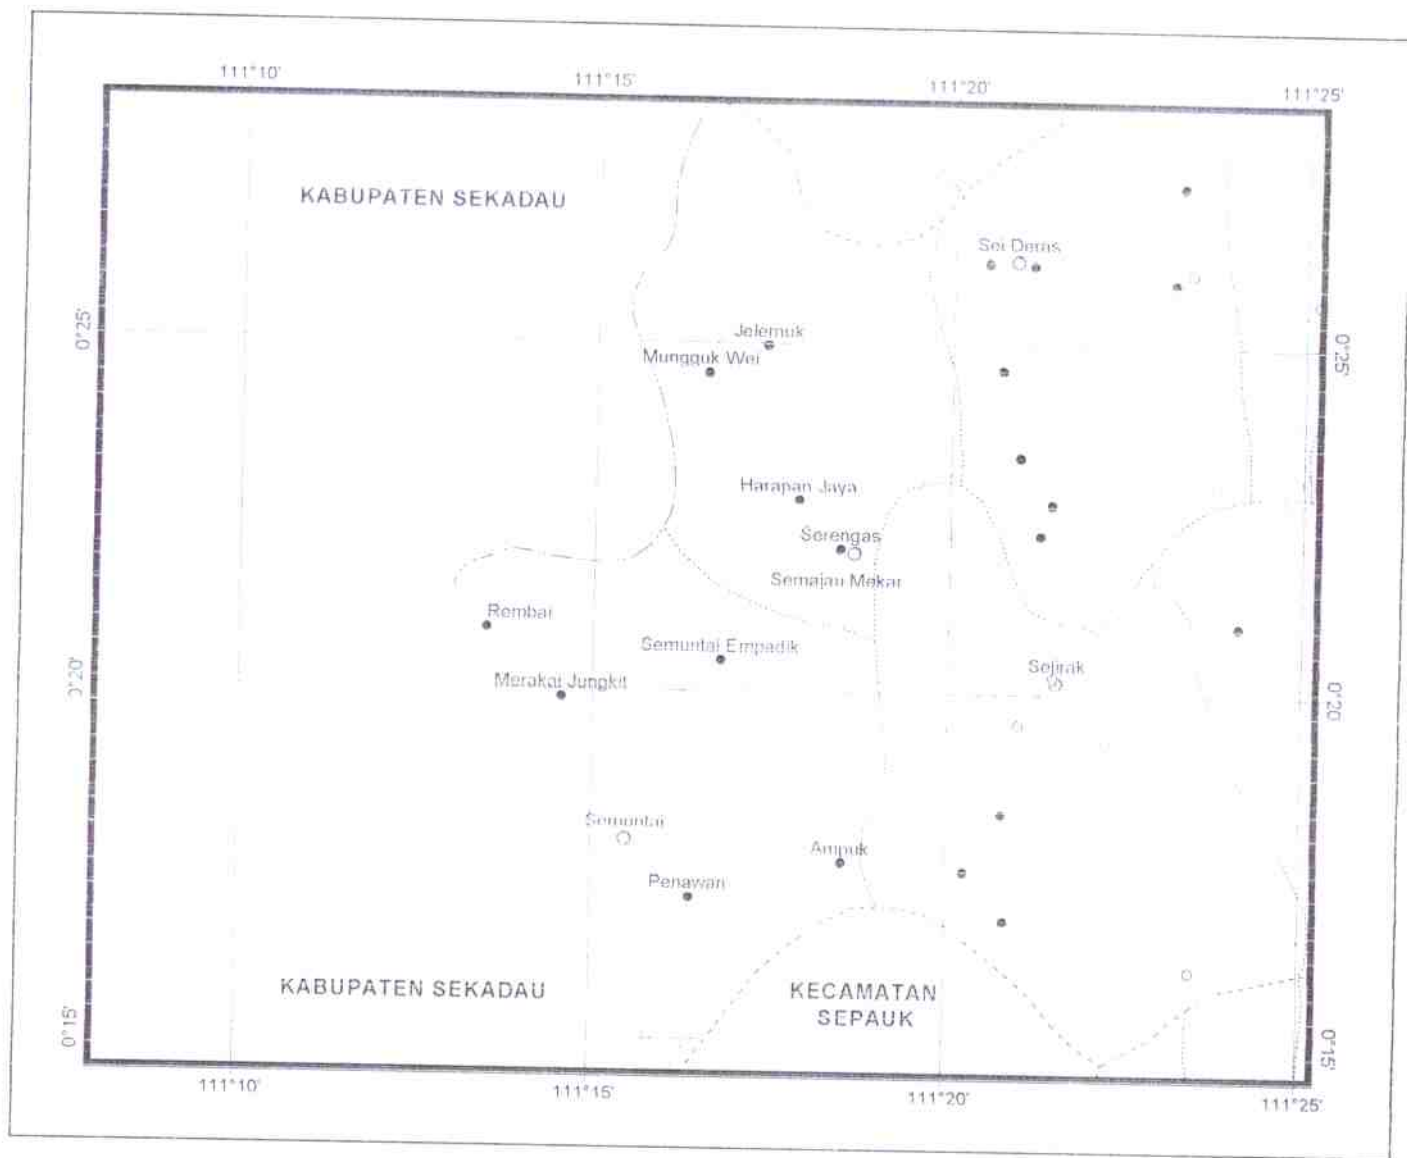 111°10'
111°15'
111°20'
111°25'
KABUPATEN SEKADAU
Sei Deras
0°25'
Jelemuk
Mungguk Wei
0°25'
Harapan Jaya
Serengas
Semajau Mekar
Rembai
Semuntai Empadik
Sejirak
0°20'
Merakai Jungkit
0°20'
Semuntai
Ampuk
Penawan
KABUPATEN SEKADAU
KECAMATAN
SEPAUK
0°15'
0°15'
111°10'
111°15'
111°20'
111°25'